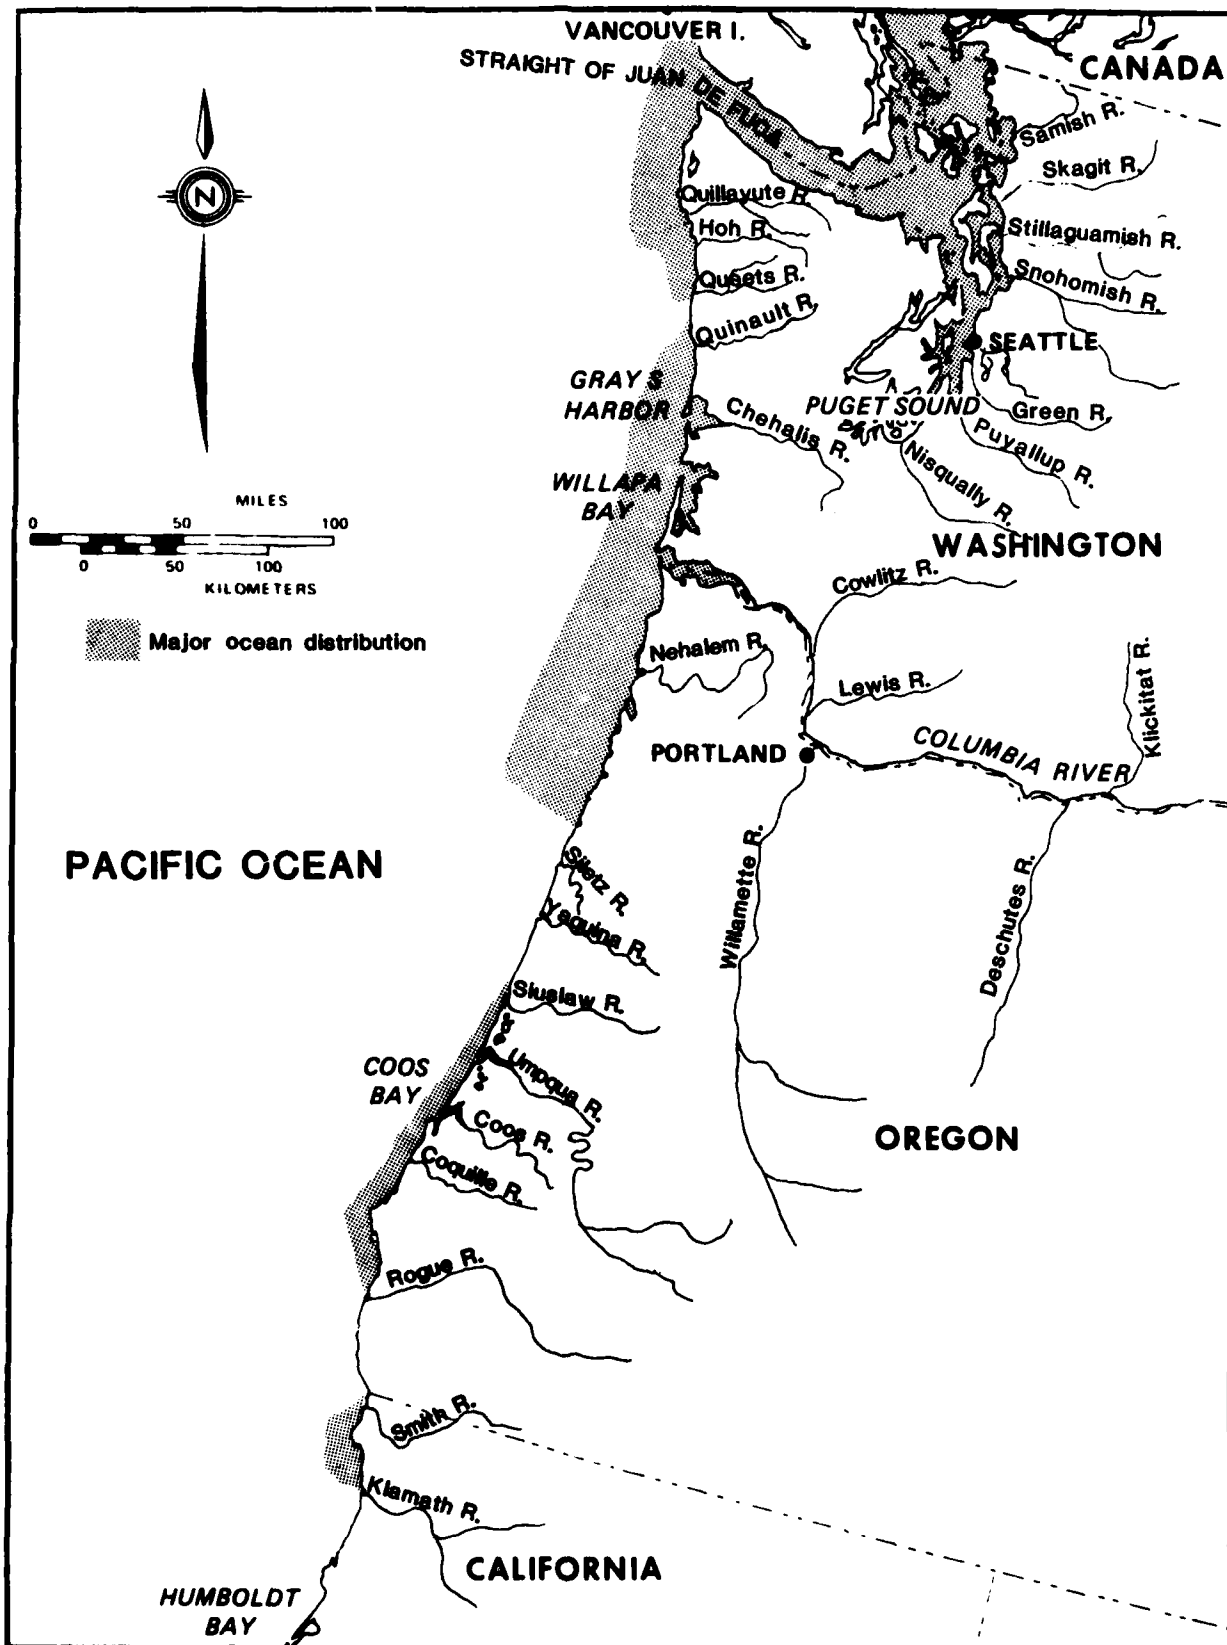 VANCOUVER I.
STRAIGHT OF JUAN DE FUCA
CANADA
Samish R.
Skagit R.
N
Quillayute R.
Hoh R.
Stillaguamish R.
Queets R.
Snohomish R.
Quinault R.
SEATTLE
GRAY S
HARBOR
PUGET SOUND
Green R.
Chehalis R.
Puyallup R.
Nisqually R.
WILLAPA
BAY
MILES
0 50 100
0 50 100
KILOMETERS
WASHINGTON
Cowlitz R.
Major ocean distribution
Nehalem R.
Lewis R.
Klickitat R.
PORTLAND
COLUMBIA RIVER
PACIFIC OCEAN
Siletz R.
Yaquina R.
Willamette R.
Deschutes R.
Siuslaw R.
COOS
BAY
Umpqua R.
Coos R.
OREGON
Coquille R.
Rogue R.
Smith R.
Klamath R.
CALIFORNIA
HUMBOLDT
BAY